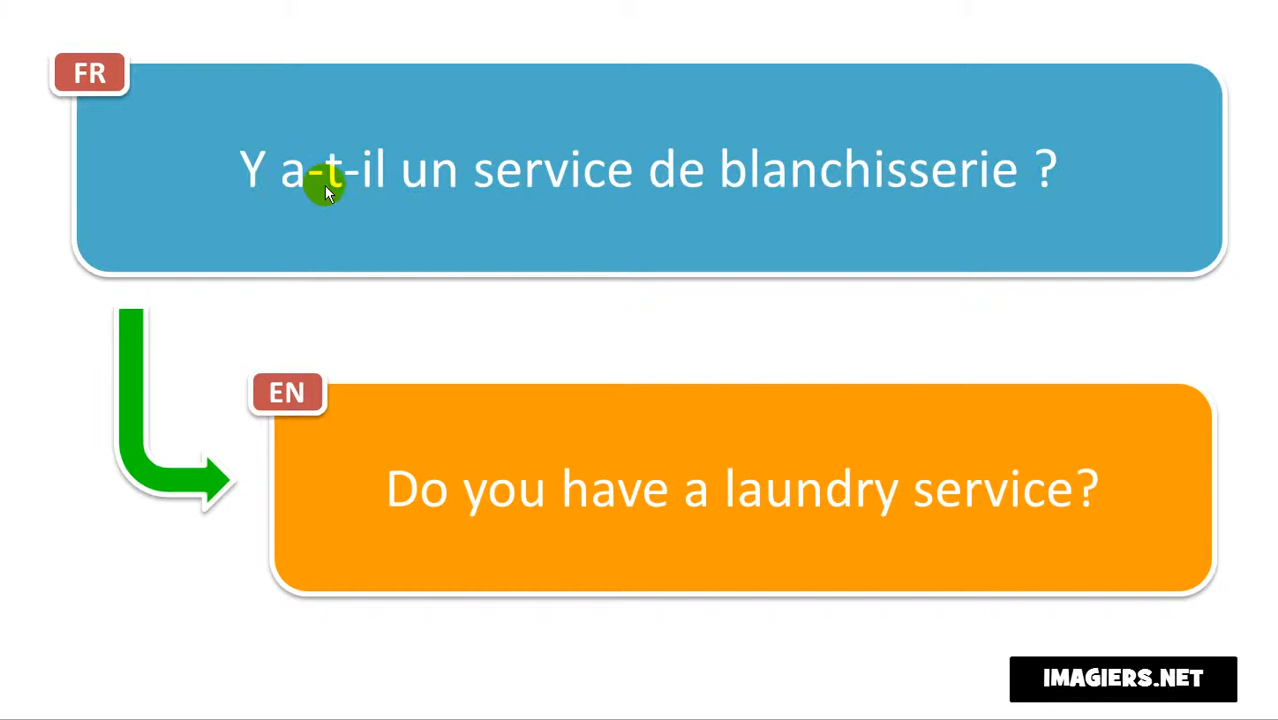 FR
Y a-t-il un service de blanchisserie ?
EN
Do you have a laundry service?
IMAGIERS.NET